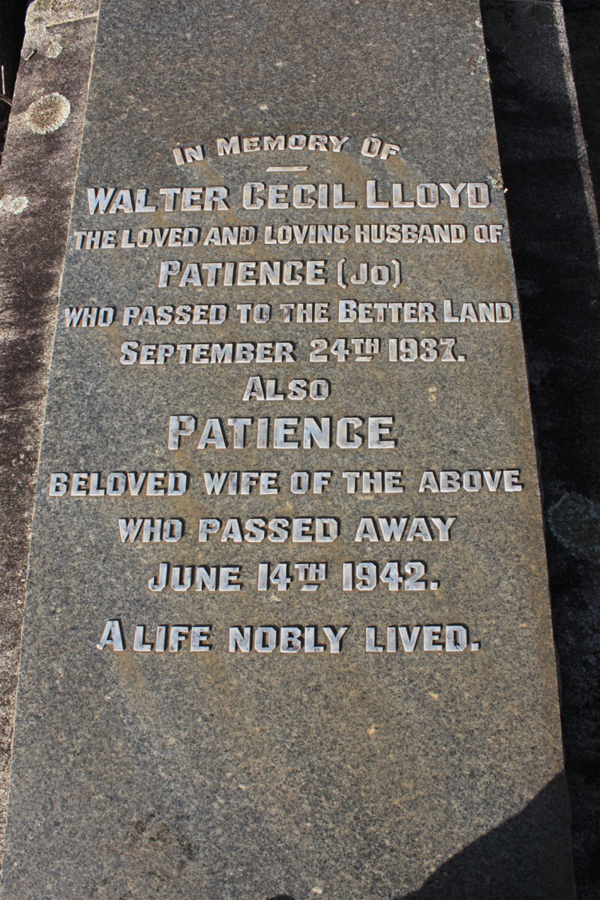 IN MEMORY OF
WALTER CECIL LLOYD
THE LOVED AND LOVING HUSBAND OF
PATIENCE (JO)
WHO PASSED TO THE BETTER LAND
SEPTEMBER 24TH 1937.
ALSO
PATIENCE
BELOVED WIFE OF THE ABOVE
WHO PASSED AWAY
JUNE 14TH 1942.
A LIFE NOBLY LIVED.